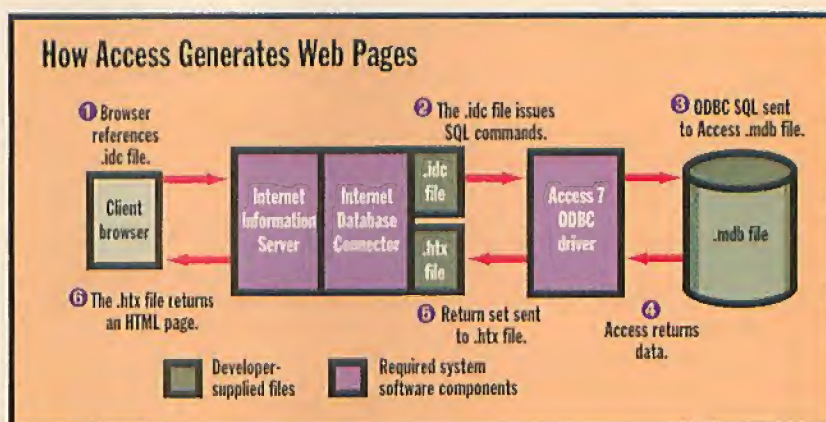 How Access Generates Web Pages
1 Browser
references
.idc file.
2 The .idc file issues
SQL commands.
3 ODBC SQL sent
to Access .mdb file.
Client
browser
Internet
Information
Server
Internet
Database
Connector
.idc
file
.htx
file
Access 7
ODBC
driver
.mdb file
6 The .htx file returns
an HTML page.
5 Return set sent
to .htx file.
4
Access returns
data.
Developer-
supplied files
Required system
software components